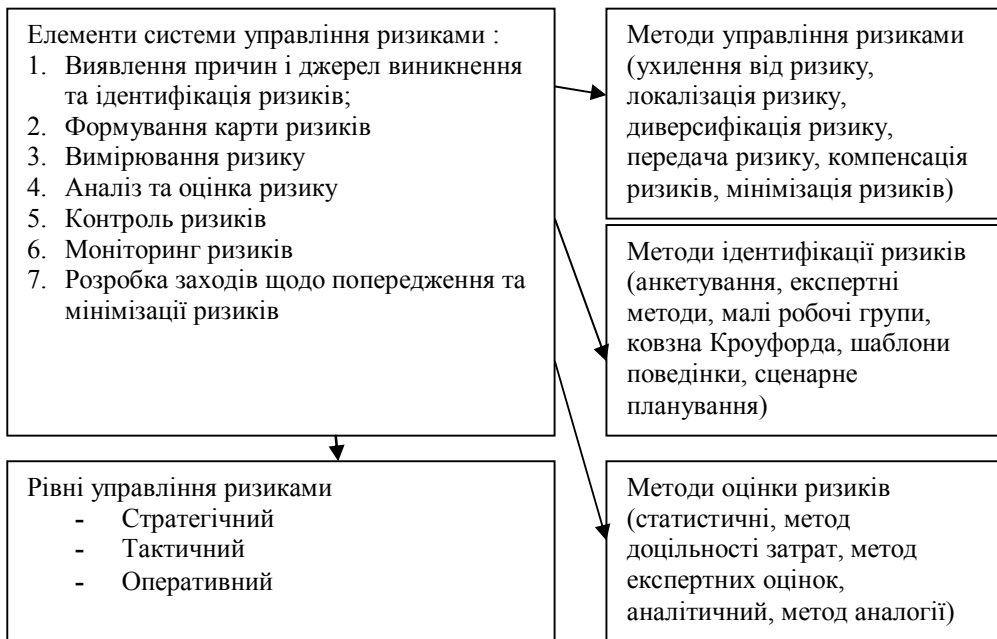 Елементи системи управління ризиками :
1. Виявлення причин і джерел виникнення
та ідентифікація ризиків;
2. Формування карти ризиків
3. Вимірювання ризику
4. Аналіз та оцінка ризику
5. Контроль ризиків
6. Моніторинг ризиків
7. Розробка заходів щодо попередження та
мінімізації ризиків
Методи управління ризиками
(ухилення від ризику,
локалізація ризику,
диверсифікація ризику,
передача ризику, компенсація
ризиків, мінімізація ризиків)
Методи ідентифікації ризиків
(анкетування, експертні
методи, малі робочі групи,
ковзна Кроуфорда, шаблони
поведінки, сценарне
планування)
Рівні управління ризиками
- Стратегічний
- Тактичний
- Оперативний
Методи оцінки ризиків
(статистичні, метод
доцільності затрат, метод
експертних оцінок,
аналітичний, метод аналогії)